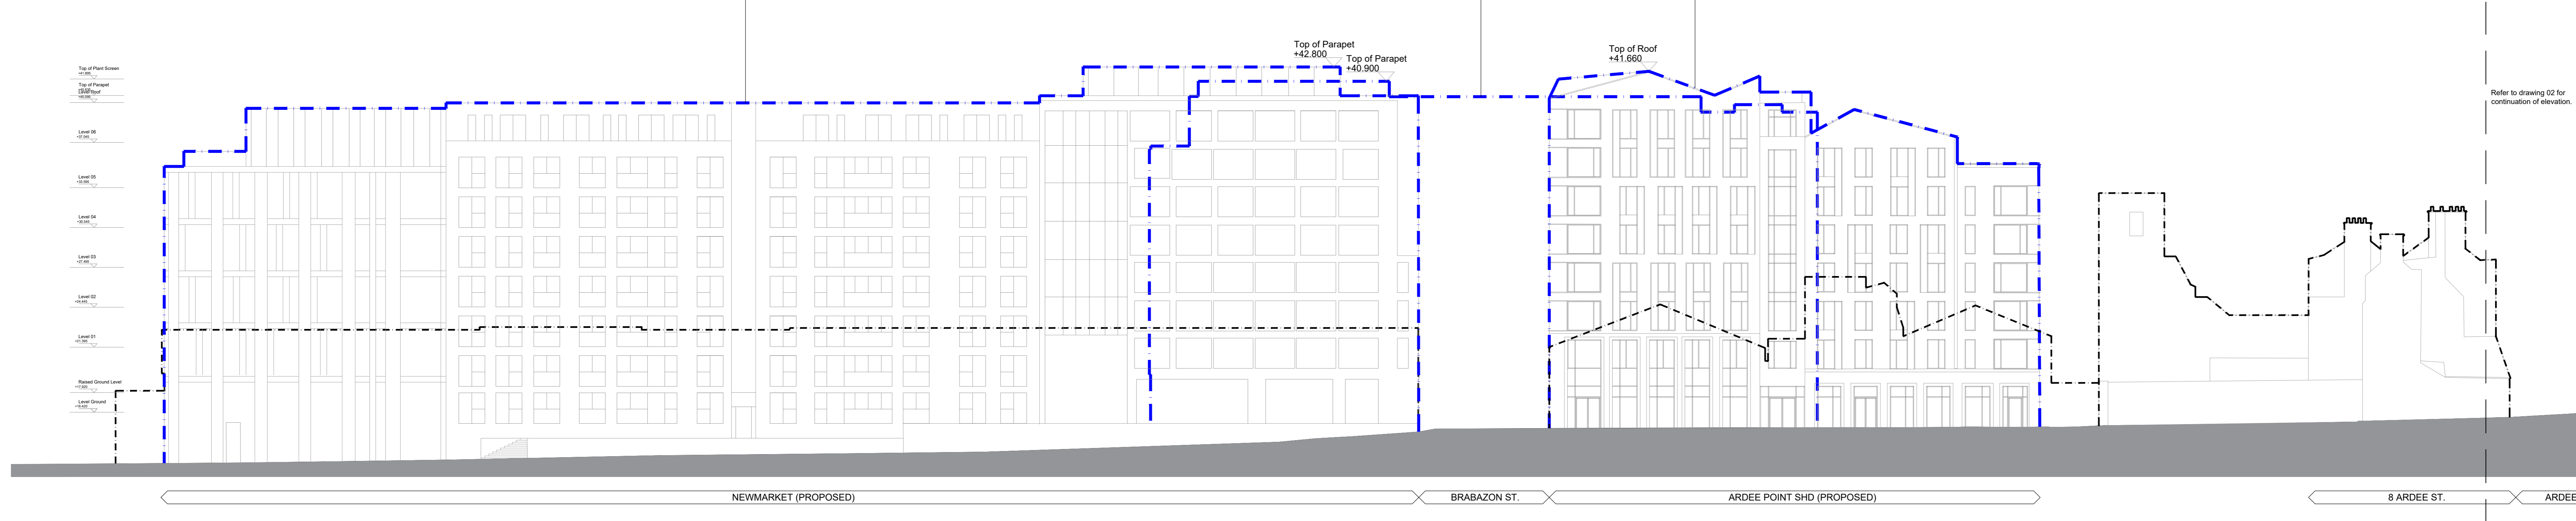 Top of Parapet
+42.800
Top of Parapet
+40.900
Top of Roof
+41.660
Top of Plant Screen
Top of Parapet
Level Roof
Level 06
Level 05
Level 04
Level 03
Level 02
Level 01
Raised Ground Level
Level Ground
Refer to drawing 02 for
continuation of elevation.
NEWMARKET (PROPOSED)
BRABAZON ST.
ARDEE POINT SHD (PROPOSED)
8 ARDEE ST.
ARDEE